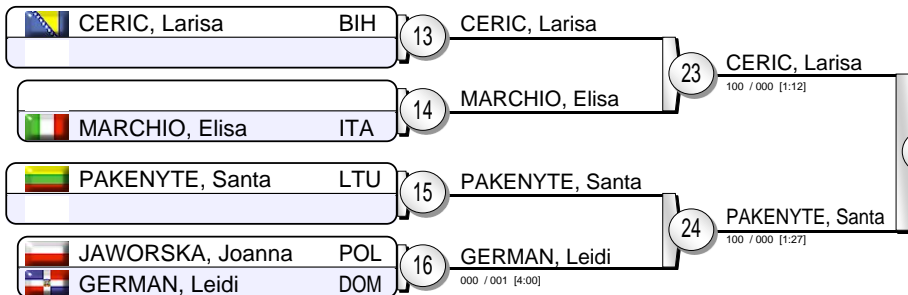 CERIC, Larisa BIH
13
CERIC, Larisa
MARCHIO, Elisa ITA
14
MARCHIO, Elisa
23
CERIC, Larisa
100 / 000 [1:12]
PAKENYTE, Santa LTU
15
PAKENYTE, Santa
JAWORSKA, Joanna POL
GERMAN, Leidi DOM
16
GERMAN, Leidi
000 / 001 [4:00]
24
PAKENYTE, Santa
100 / 000 [1:27]